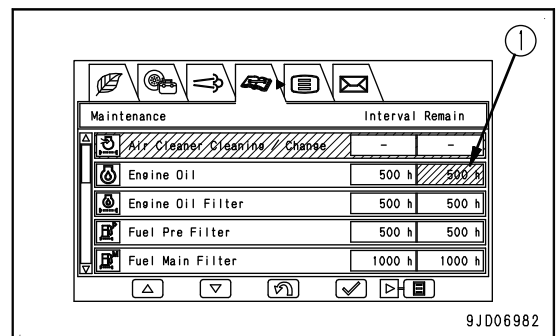 1
Maintenance Interval Remain
Air Cleaner Cleaning / Change - -
Engine Oil 500 h 500 h
Engine Oil Filter 500 h 500 h
P
Fuel Pre Filter 500 h 500 h
M
Fuel Main Filter 1000 h 1000 h
9JD06982